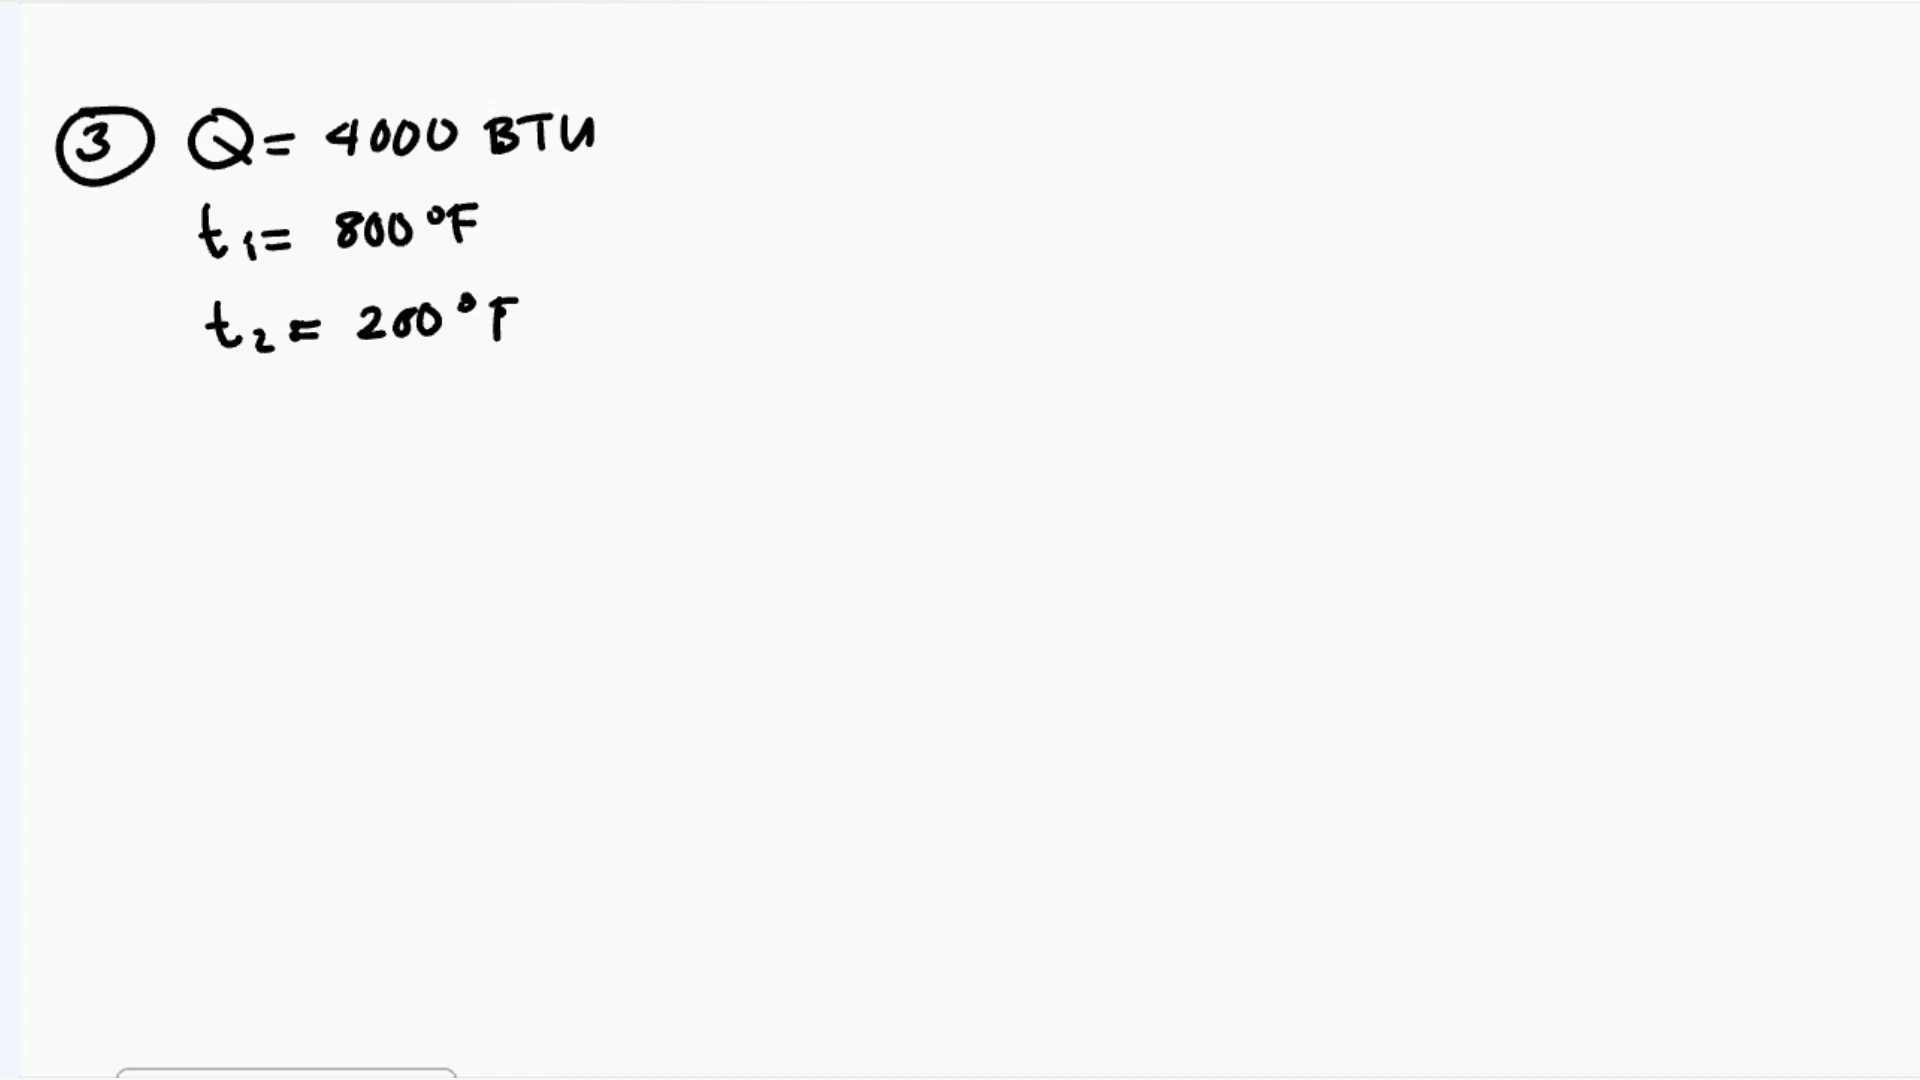 ③ Q = 4000 BTU
t₁ = 800 °F
t₂ = 200 °F